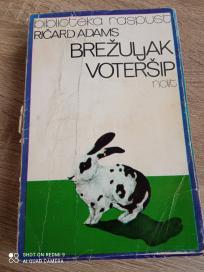 biblioteka raspust
RIČARD ADAMS
BREŽULJAK
VOTERŠIP
nolit
SHOT ON REDMI 9
AI QUAD CAMERA